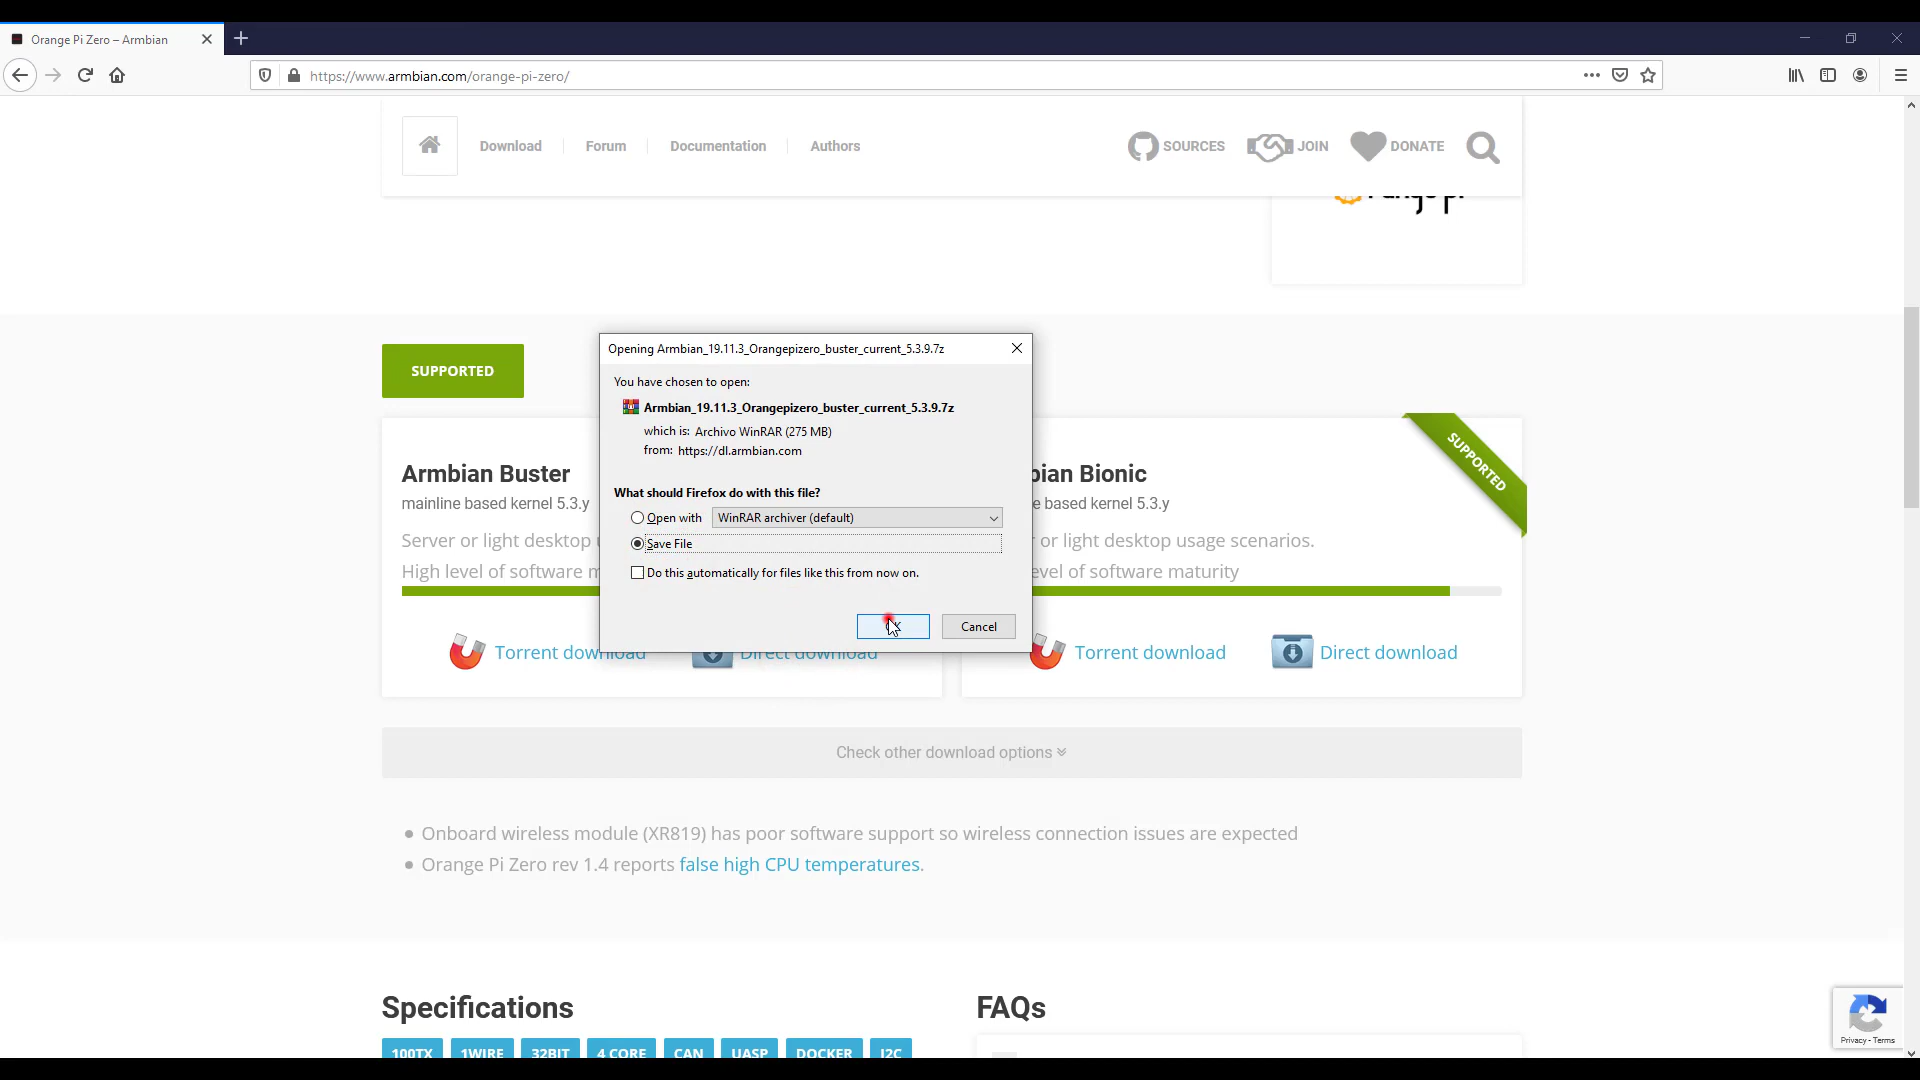 Orange Pi Zero – Armbian
https://www.armbian.com/orange-pi-zero/
Download
Forum
Documentation
Authors
SOURCES
JOIN
DONATE
SUPPORTED
Opening Armbian_19.11.3_Orangepizero_buster_current_5.3.9.7z
You have chosen to open:
Armbian_19.11.3_Orangepizero_buster_current_5.3.9.7z
which is: Archivo WinRAR (275 MB)
from: https://dl.armbian.com
What should Firefox do with this file?
Open with
WinRAR archiver (default)
Save File
Do this automatically for files like this from now on.
Cancel
Armbian Buster
mainline based kernel 5.3.y
Server or light desktop
High level of software
Torrent download
Direct download
bian Bionic
e based kernel 5.3.y
or light desktop usage scenarios.
evel of software maturity
SUPPORTED
Torrent download
Direct download
Check other download options
Onboard wireless module (XR819) has poor software support so wireless connection issues are expected
Orange Pi Zero rev 1.4 reports false high CPU temperatures.
Specifications
FAQs
100TX
1WIRE
32BIT
4 CORE
CAN
UASP
DOCKER
I2C
Privacy - Terms